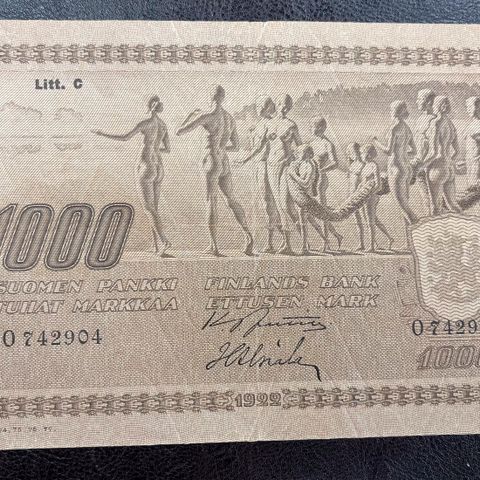 Litt. C
1000
SUOMEN PANKKI
FINLANDS BANK
TUHAT MARKKAA
ETTUSEN MARK
O 742904
O 7429
1000
1922